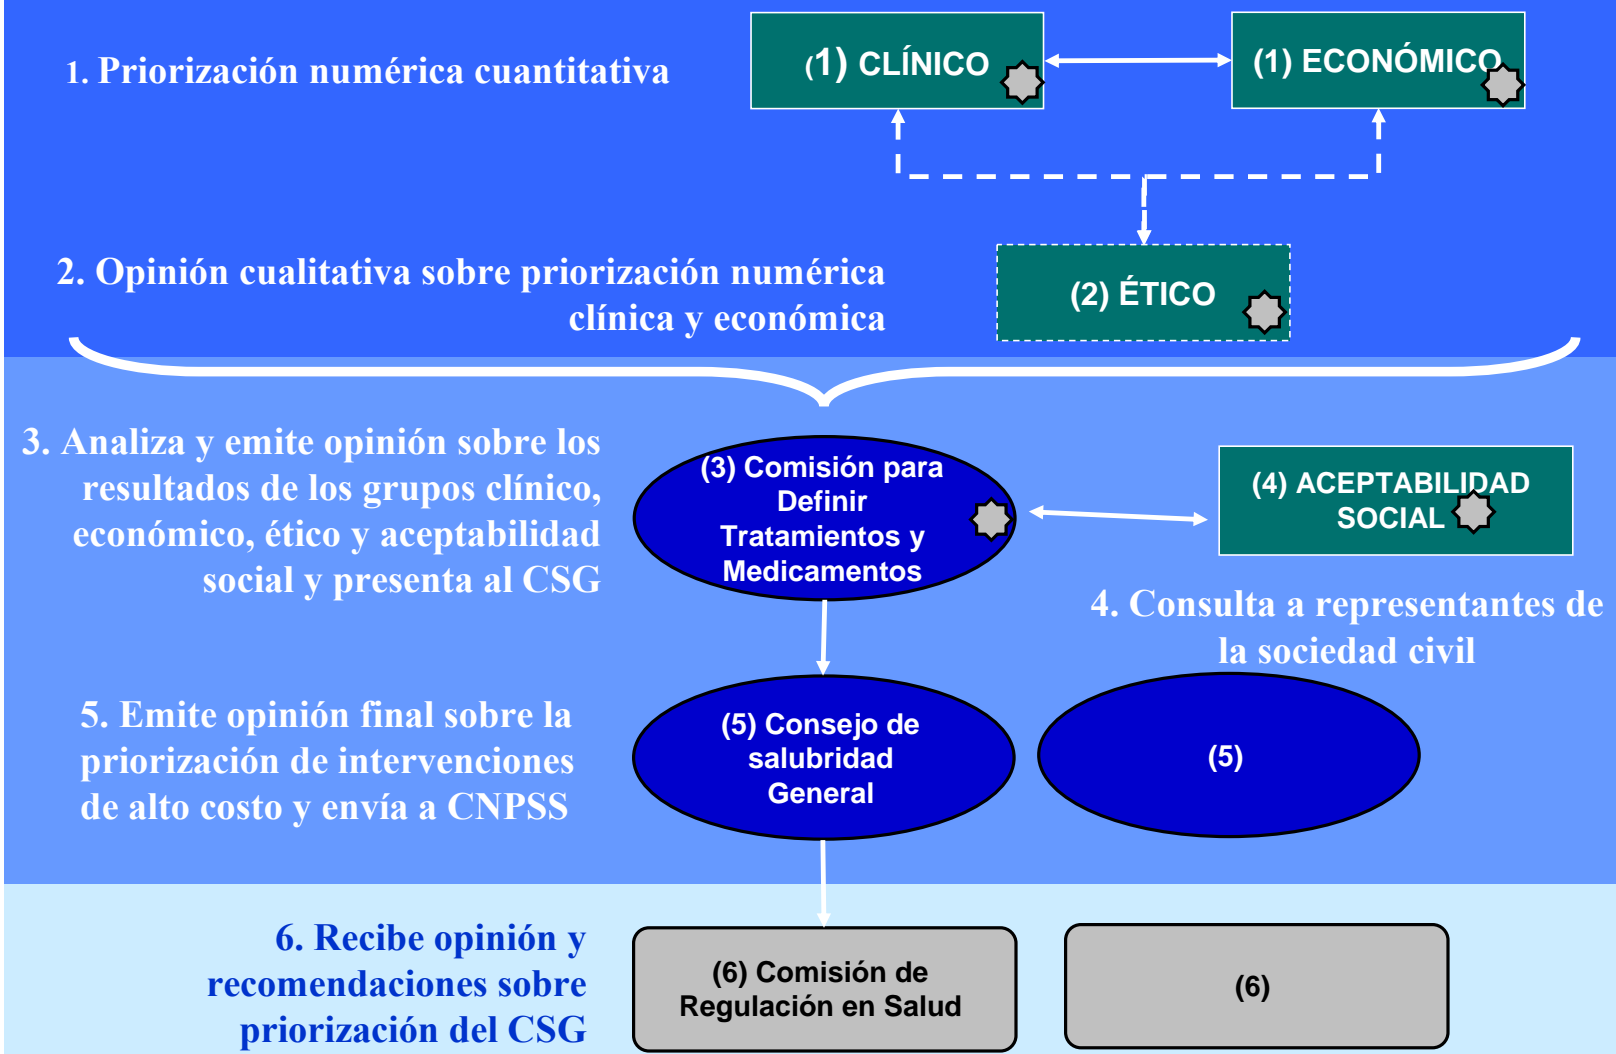 1. Priorización numérica cuantitativa
(1) CLÍNICO
(1) ECONÓMICO
2. Opinión cualitativa sobre priorización numérica
clínica y económica
(2) ÉTICO
3. Analiza y emite opinión sobre los
resultados de los grupos clínico,
económico, ético y aceptabilidad
social y presenta al CSG
(3) Comisión para
Definir
Tratamientos y
Medicamentos
(4) ACEPTABILIDAD
SOCIAL
4. Consulta a representantes de
la sociedad civil
5. Emite opinión final sobre la
priorización de intervenciones
de alto costo y envía a CNPSS
(5) Consejo de
salubridad
General
(5)
6. Recibe opinión y
recomendaciones sobre
priorización del CSG
(6) Comisión de
Regulación en Salud
(6)